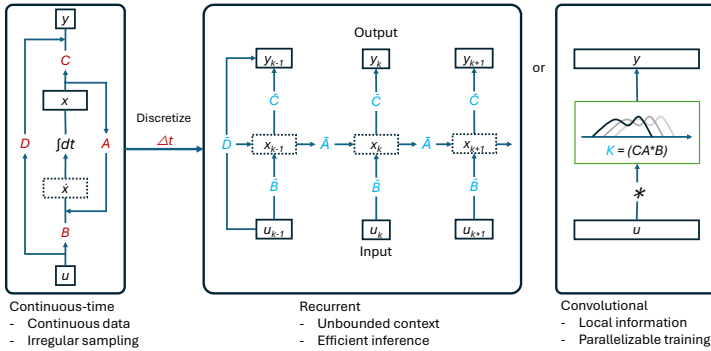 y
C
x
D
∫dt
A
ẋ
B
u
Discretize
Δt
Output
y_{k-1}
y_k
y_{k+1}
C̄
C̄
C̄
D̄
x_{k-1}
Ā
x_k
Ā
x_{k+1}
B̄
B̄
B̄
u_{k-1}
u_k
u_{k+1}
Input
or
y
K = (CA*B)
*
u
Continuous-time
- Continuous data
- Irregular sampling
Recurrent
- Unbounded context
- Efficient inference
Convolutional
- Local information
- Parallelizable training